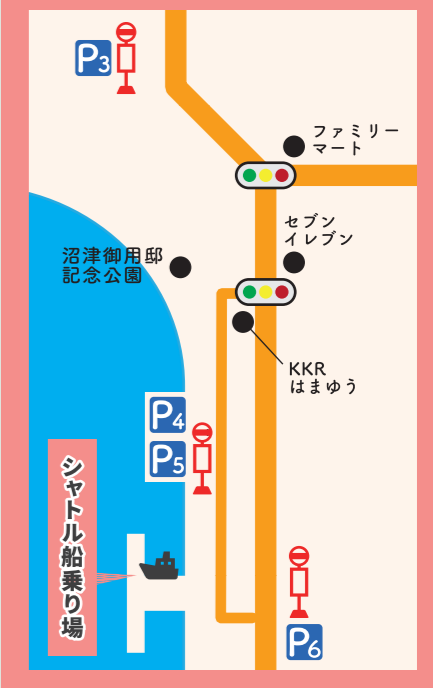 P3
ファミリー
マート
セブン
イレブン
沼津御用邸
記念公園
KKR
はまゆう
P4
P5
シャトル船乗り場
P6